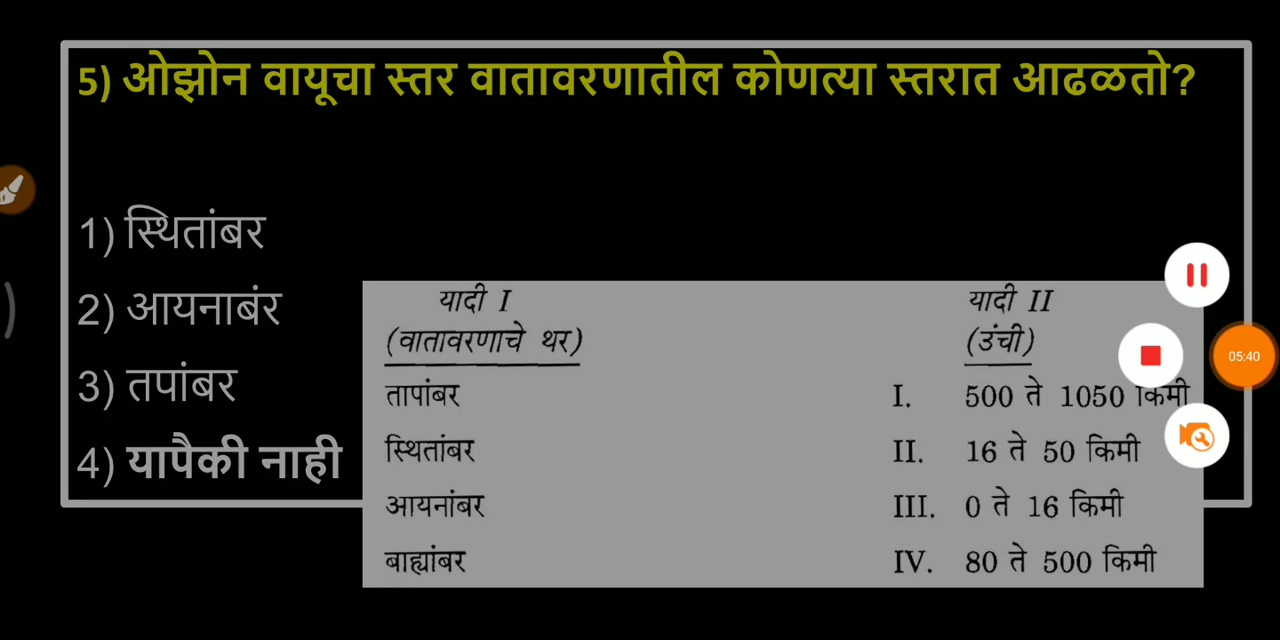 5) ओझोन वायूचा स्तर वातावरणातील कोणत्या स्तरात आढळतो?
1) स्थितांबर
2) आयनाबंर
3) तपांबर
4) यापैकी नाही
यादी I यादी II
(वातावरणाचे थर) (उंची)
तापांबर I. 500 ते 1050 किमी
स्थितांबर II. 16 ते 50 किमी
आयनांबर III. 0 ते 16 किमी
बाह्यांबर IV. 80 ते 500 किमी
05:40